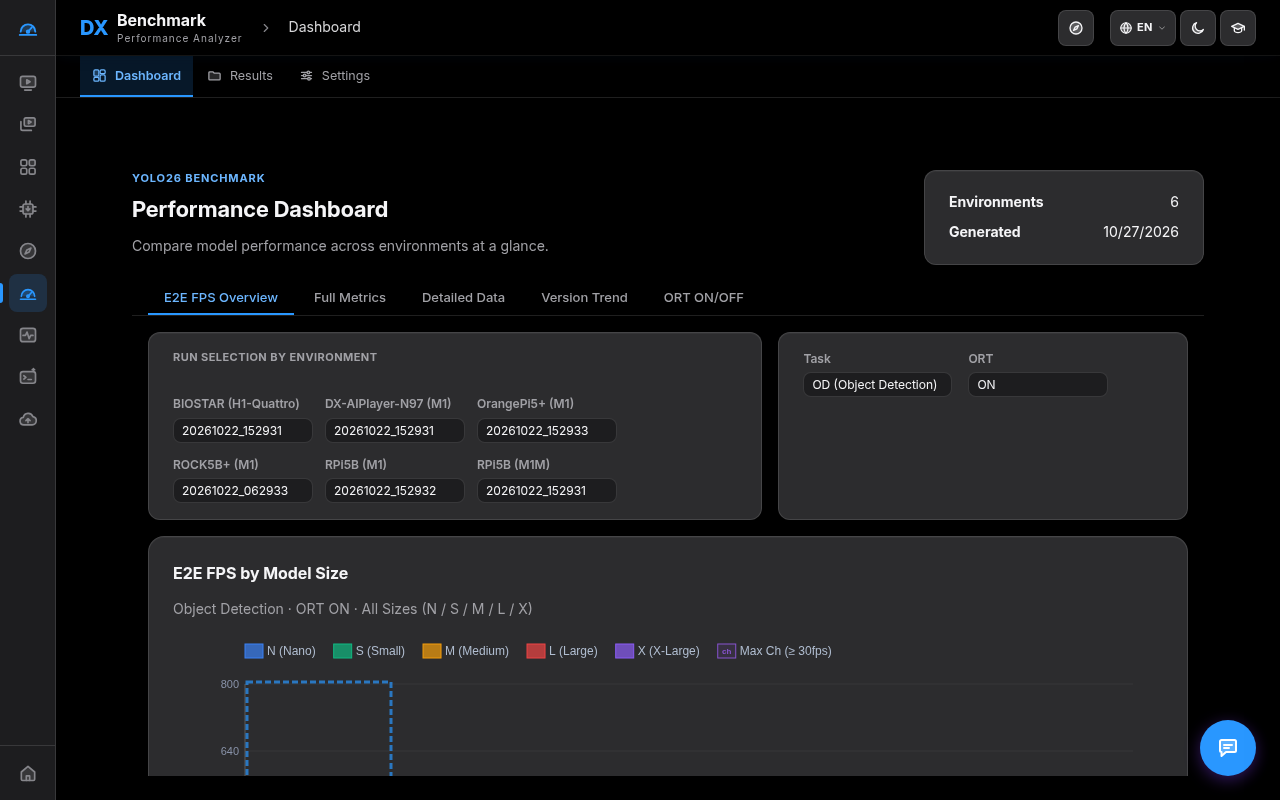 DX Benchmark
Performance Analyzer
Dashboard
EN
Dashboard
Results
Settings
YOLO26 BENCHMARK
Performance Dashboard
Compare model performance across environments at a glance.
Environments 6
Generated 10/27/2026
E2E FPS Overview
Full Metrics
Detailed Data
Version Trend
ORT ON/OFF
RUN SELECTION BY ENVIRONMENT
BIOSTAR (H1-Quattro) DX-AIPlayer-N97 (M1) OrangePi5+ (M1)
20261022_152931 20261022_152931 20261022_152933
ROCK5B+ (M1) RPi5B (M1) RPi5B (M1M)
20261022_062933 20261022_152932 20261022_152931
Task ORT
OD (Object Detection) ON
E2E FPS by Model Size
Object Detection · ORT ON · All Sizes (N / S / M / L / X)
N (Nano) S (Small) M (Medium) L (Large) X (X-Large) ch Max Ch (≥ 30fps)
800
640